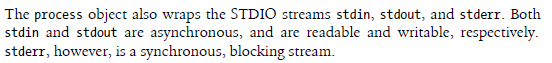 The process object also wraps the STDIO streams stdin, stdout, and stderr. Both
stdin and stdout are asynchronous, and are readable and writable, respectively.
stderr, however, is a synchronous, blocking stream.